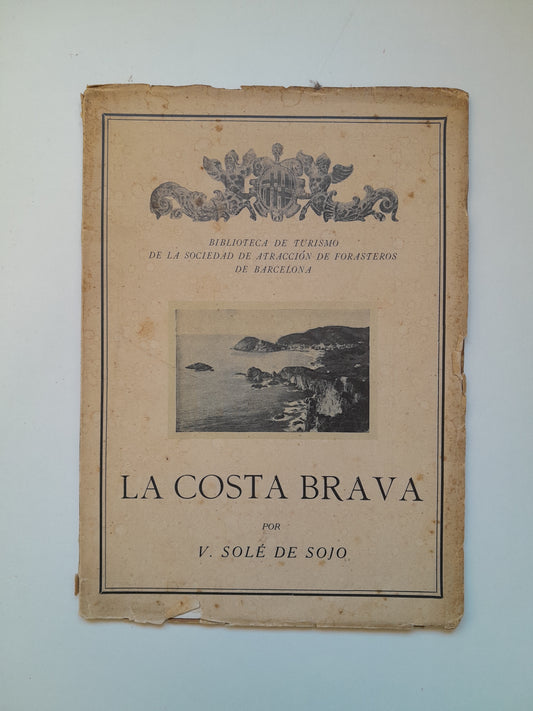 BIBLIOTECA DE TURISMO
DE LA SOCIEDAD DE ATRACCIÓN DE FORASTEROS
DE BARCELONA
LA COSTA BRAVA
POR
V. SOLÉ DE SOJO